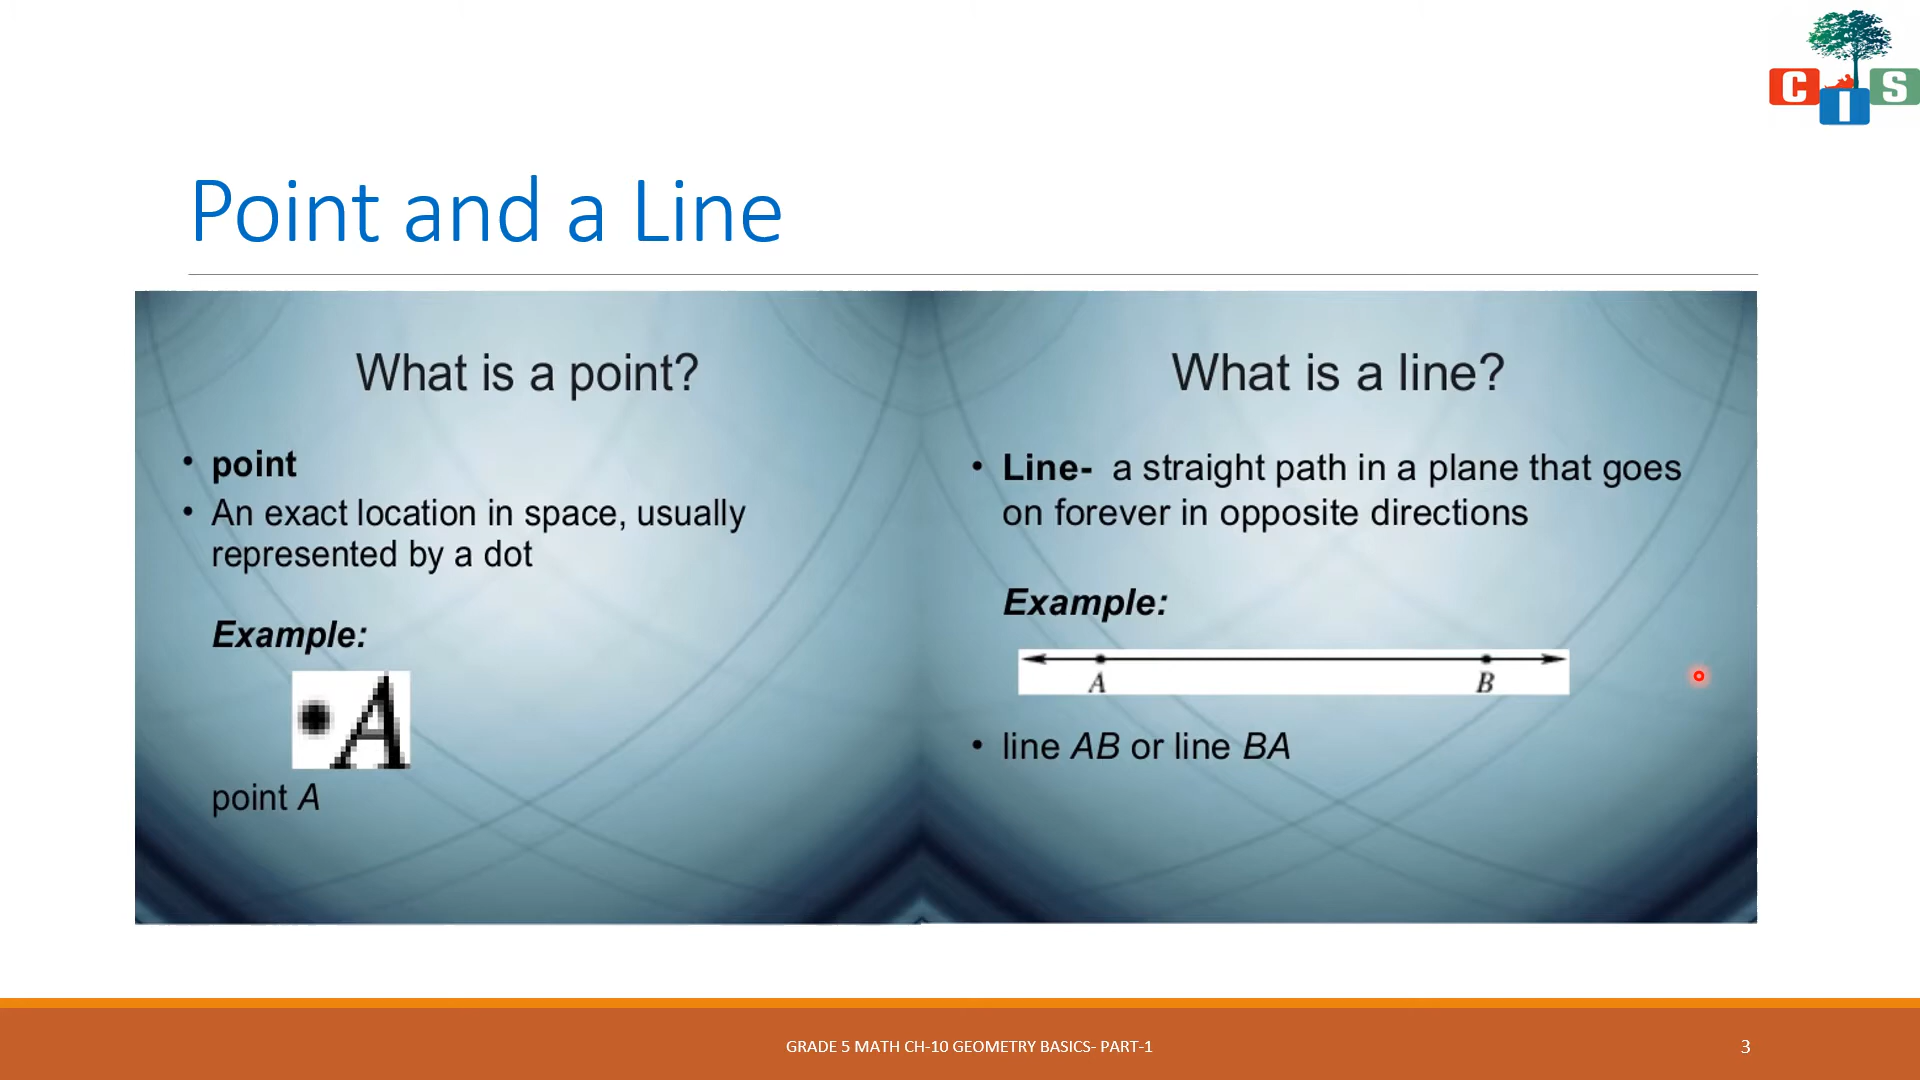 C I S
Point and a Line
What is a point?
• point
• An exact location in space, usually
represented by a dot
Example:
A
point A
What is a line?
• Line- a straight path in a plane that goes
on forever in opposite directions
Example:
A B
• line AB or line BA
GRADE 5 MATH CH-10 GEOMETRY BASICS- PART-1
3